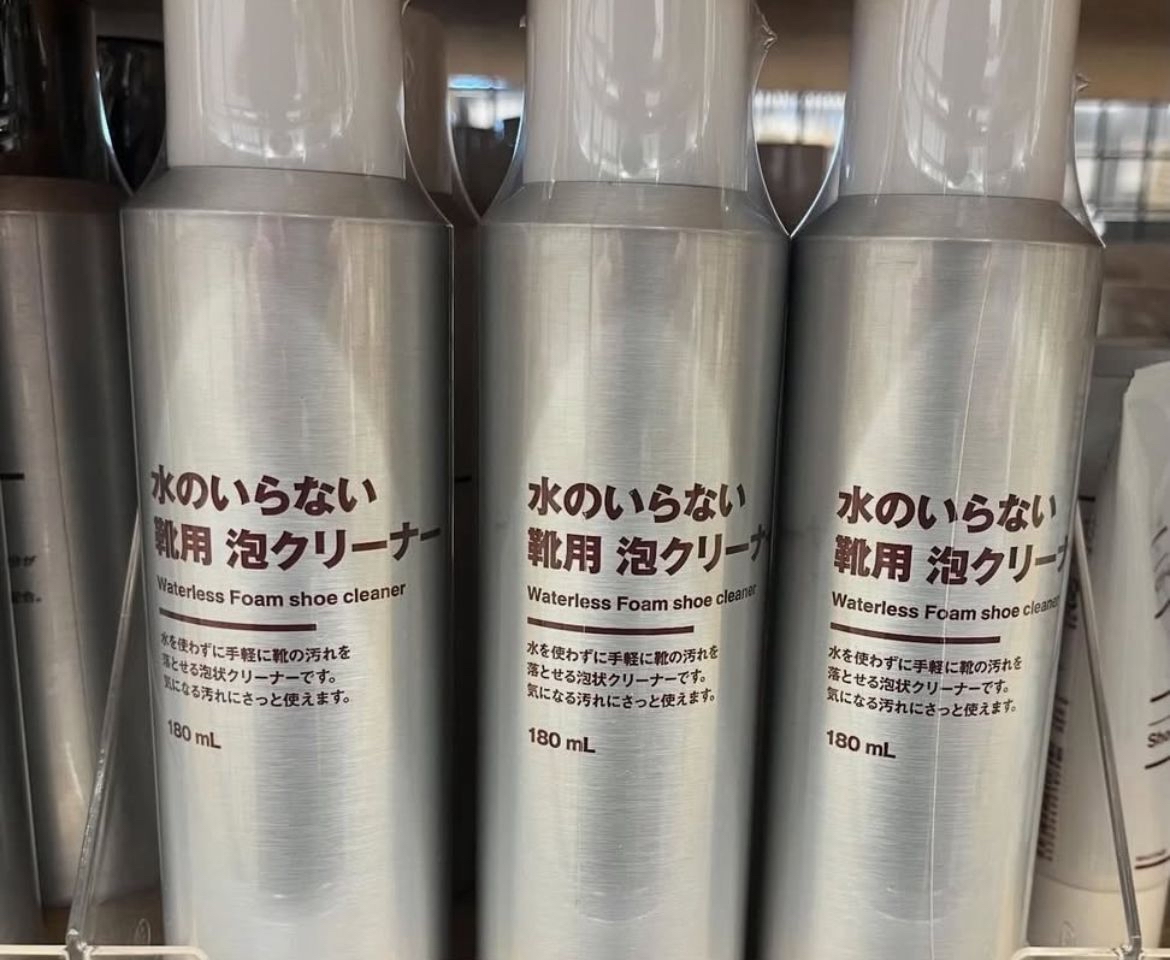 水のいらない
靴用 泡クリーナー
Waterless Foam shoe cleaner
水を使わずに手軽に靴の汚れを
落とせる泡状クリーナーです。
気になる汚れにさっと使えます。
180 mL
水のいらない
靴用 泡クリーナ
Waterless Foam shoe cleaner
水を使わずに手軽に靴の汚れを
落とせる泡状クリーナーです。
気になる汚れにさっと使えます。
180 mL
水のいらない
靴用 泡クリーナ
Waterless Foam shoe cleaner
水を使わずに手軽に靴の汚れを
落とせる泡状クリーナーです。
気になる汚れにさっと使えます。
180 mL